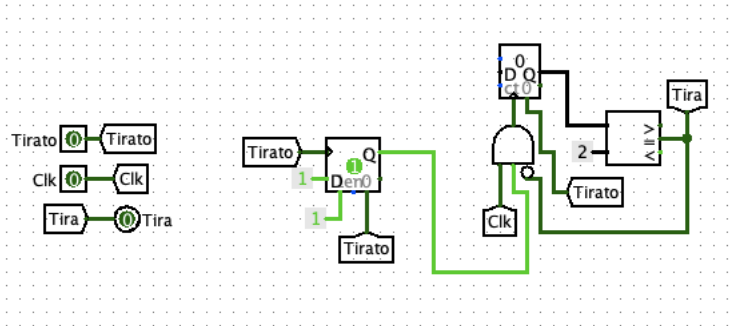 Tirato 0 Tirato
Clk 0 Clk
Tira 0 Tira
Tirato
1
1
Q
1
D en 0
Tirato
0
D Q
ct 0
Clk
Tirato
2
>
=
<
Tira